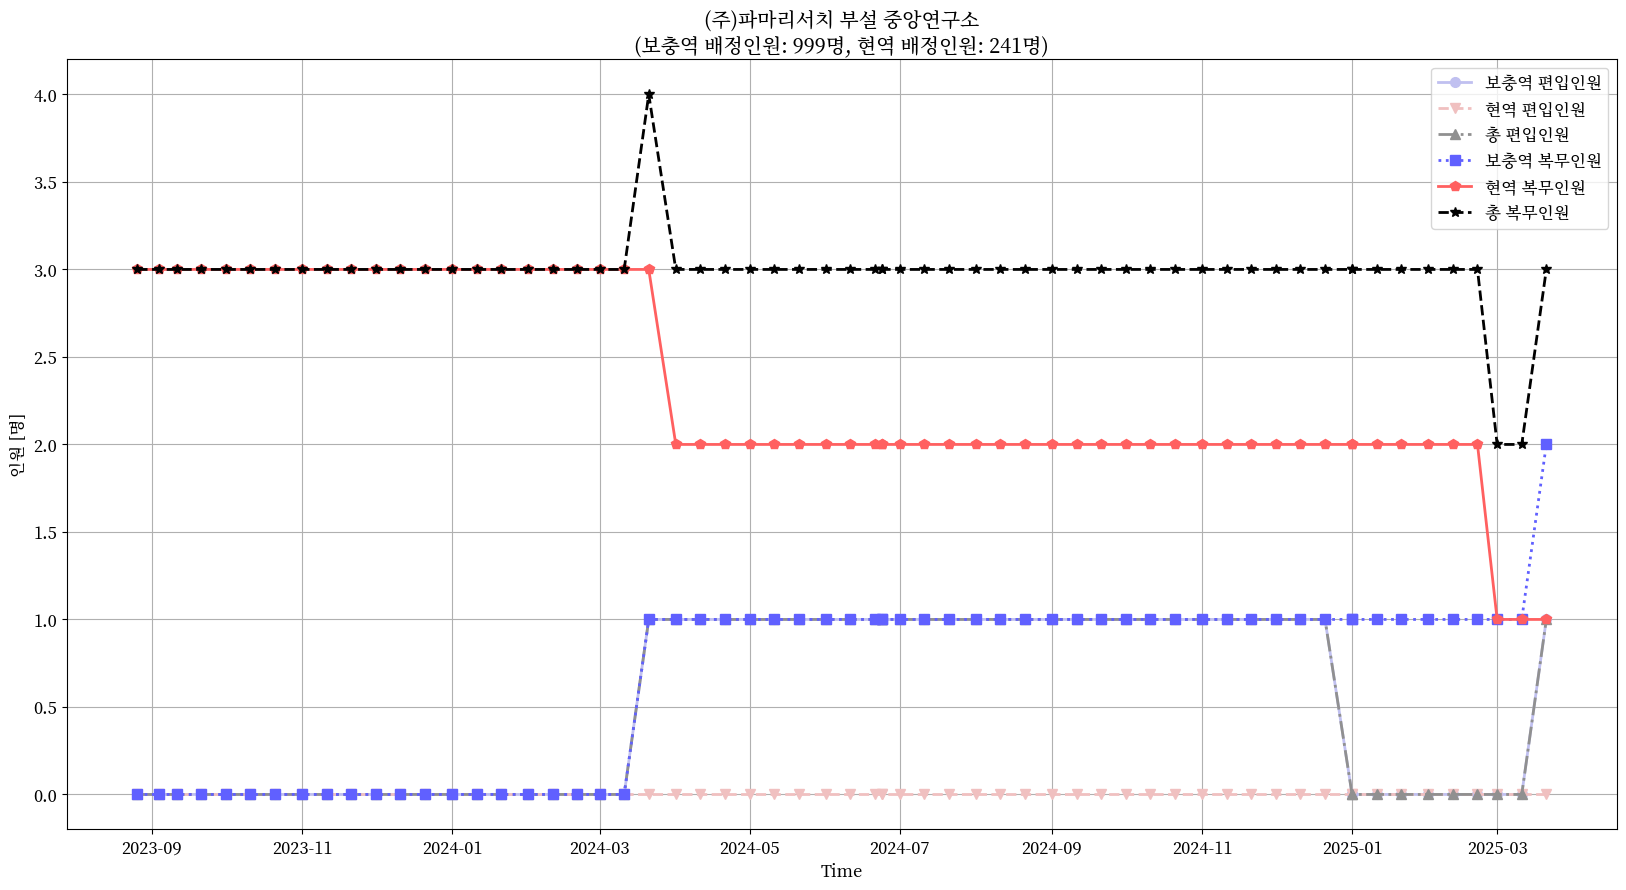 (주)파마리서치 부설 중앙연구소
(보충역 배정인원: 999명, 현역 배정인원: 241명)
보충역 편입인원
현역 편입인원
총 편입인원
보충역 복무인원
현역 복무인원
총 복무인원
인원 [명]
4.0
3.5
3.0
2.5
2.0
1.5
1.0
0.5
0.0
2023-09 2023-11 2024-01 2024-03 2024-05 2024-07 2024-09 2024-11 2025-01 2025-03
Time